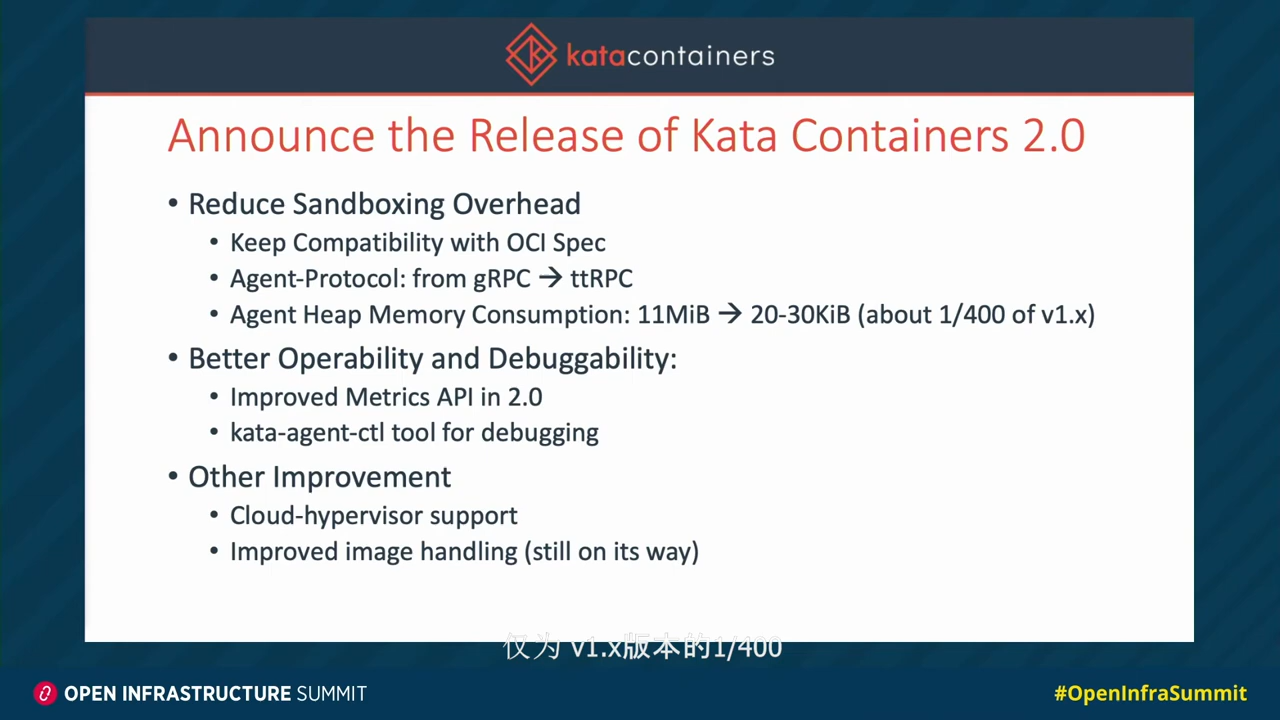 katacontainers
Announce the Release of Kata Containers 2.0
• Reduce Sandboxing Overhead
• Keep Compatibility with OCI Spec
• Agent-Protocol: from gRPC → ttRPC
• Agent Heap Memory Consumption: 11MiB → 20-30KiB (about 1/400 of v1.x)
• Better Operability and Debuggability:
• Improved Metrics API in 2.0
• kata-agent-ctl tool for debugging
• Other Improvement
• Cloud-hypervisor support
• Improved image handling (still on its way)
仅为 v1.x版本的1/400
OPEN INFRASTRUCTURE SUMMIT
#OpenInfraSummit